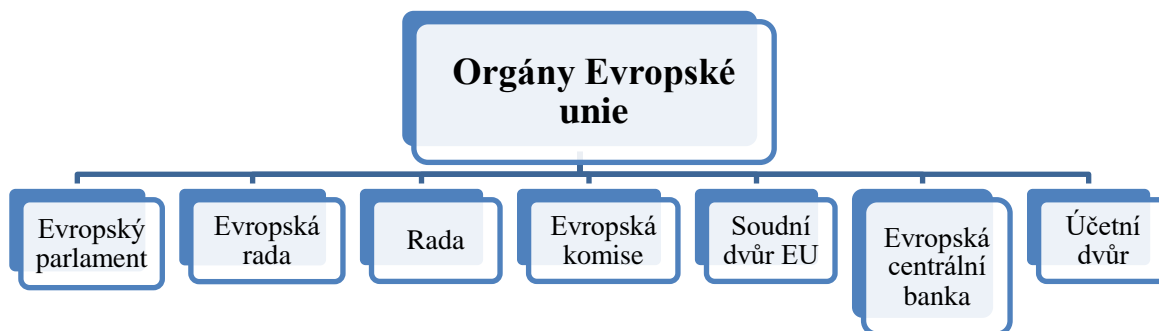 Orgány Evropské
unie
Evropský
parlament
Evropská
rada
Rada
Evropská
komise
Soudní
dvůr EU
Evropská
centrální
banka
Účetní
dvůr